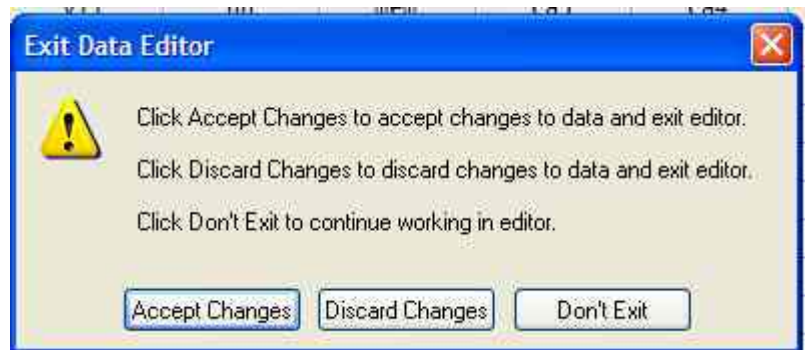 Exit Data Editor
Click Accept Changes to accept changes to data and exit editor.
Click Discard Changes to discard changes to data and exit editor.
Click Don't Exit to continue working in editor.
Accept Changes Discard Changes Don't Exit